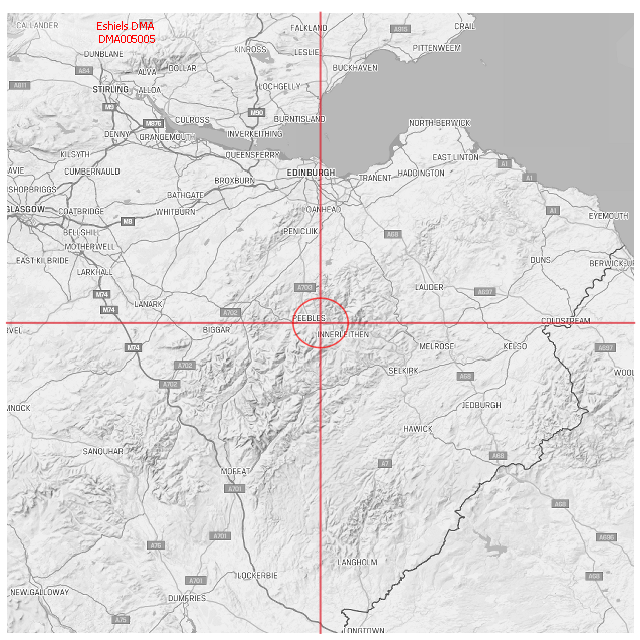 CALLANDER
Eshiels DMA
DMA005005
FALKLAND
CRAIL
A915
KINROSS
LESLIE
PITTENWEEM
DUNBLANE
DOLLAR
BUCKHAVEN
A84
ALVA
A811
STIRLING
ALLOA
LOCHGELLY
M9
M90
CULROSS
BURNTISLAND
M876
NORTH BERWICK
DENNY
GRANGEMOUTH
INVERKEITHING
KILSYTH
QUEENSFERRY
EAST LINTON
A1
AVIE
CUMBERNAULD
EDINBURGH
HADDINGTON
BROXBURN
TRANENT
A1
ISHOPBRIGGS
BATHGATE
GLASGOW
COATBRIDGE
WHITBURN
DANHEAD
A1
EYEMOUTH
M8
BELLSHILL
PENICUIK
A68
MOTHERWELL
EAST KILBRIDE
DUNS
BERWICK-U
LARKHALL
A703
LAUDER
A697
M74
LANARK
M74
A702
PEEBLES
COLDSTREAM
RVEL
BIGGAR
INNERLEITHEN
M74
MELROSE
KELSO
A697
A702
SELKIRK
A68
WOOL
A702
NNOCK
JEDBURGH
HAWICK
SANQUHAR
A7
A68
MOFFAT
A701
A68
A701
A696
A76
LANGHOLM
A701
LOCKERBIE
A68
NEW GALLOWAY
DUMFRIES
A75
LONGTOWN